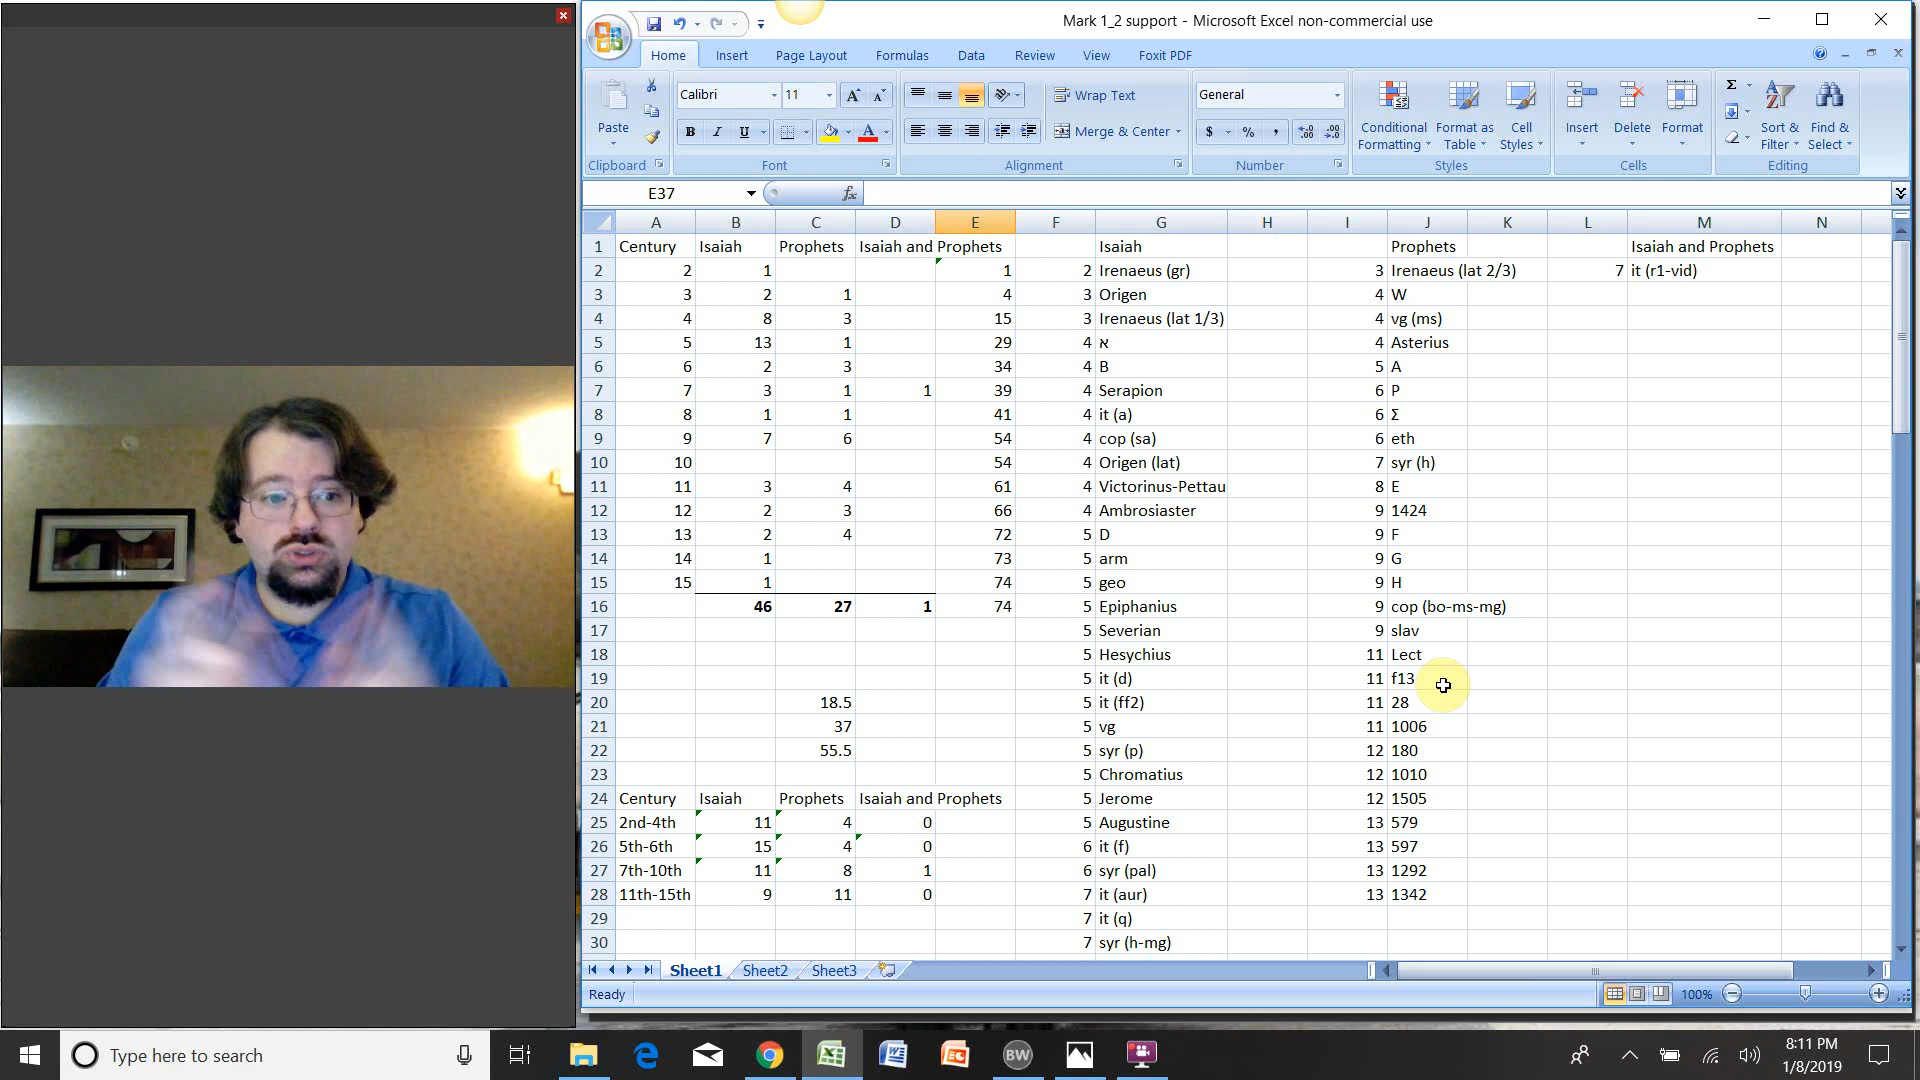 Mark 1_2 support - Microsoft Excel non-commercial use
Home Insert Page Layout Formulas Data Review View Foxit PDF
Paste Calibri 11 A A Wrap Text General Conditional Formatting Format as Table Cell Styles Insert Delete Format Σ Sort & Filter Find & Select
B I U A Merge & Center $ % ,
Clipboard Font Alignment Number Styles Cells Editing
E37 fx
A B C D E F G H I J K L M N
1 Century Isaiah Prophets Isaiah and Prophets Isaiah Prophets Isaiah and Prophets
2 2 1 1 2 Irenaeus (gr) 3 Irenaeus (lat 2/3) 7 it (r1-vid)
3 3 2 1 4 3 Origen 4 W
4 4 8 3 15 3 Irenaeus (lat 1/3) 4 vg (ms)
5 5 13 1 29 4 א 4 Asterius
6 6 2 3 34 4 B 5 A
7 7 3 1 1 39 4 Serapion 6 P
8 8 1 1 41 4 it (a) 6 Σ
9 9 7 6 54 4 cop (sa) 6 eth
10 10 54 4 Origen (lat) 7 syr (h)
11 11 3 4 61 4 Victorinus-Pettau 8 E
12 12 2 3 66 4 Ambrosiaster 9 1424
13 13 2 4 72 5 D 9 F
14 14 1 73 5 arm 9 G
15 15 1 74 5 geo 9 H
16 46 27 1 74 5 Epiphanius 9 cop (bo-ms-mg)
17 5 Severian 9 slav
18 5 Hesychius 11 Lect
19 5 it (d) 11 f13
20 18.5 5 it (ff2) 11 28
21 37 5 vg 11 1006
22 55.5 5 syr (p) 12 180
23 5 Chromatius 12 1010
24 Century Isaiah Prophets Isaiah and Prophets 5 Jerome 12 1505
25 2nd-4th 11 4 0 5 Augustine 13 579
26 5th-6th 15 4 0 6 it (f) 13 597
27 7th-10th 11 8 1 6 syr (pal) 13 1292
28 11th-15th 9 11 0 7 it (aur) 13 1342
29 7 it (q)
30 7 syr (h-mg)
Sheet1 Sheet2 Sheet3
Ready 100%
Type here to search BW 8:11 PM
1/8/2019